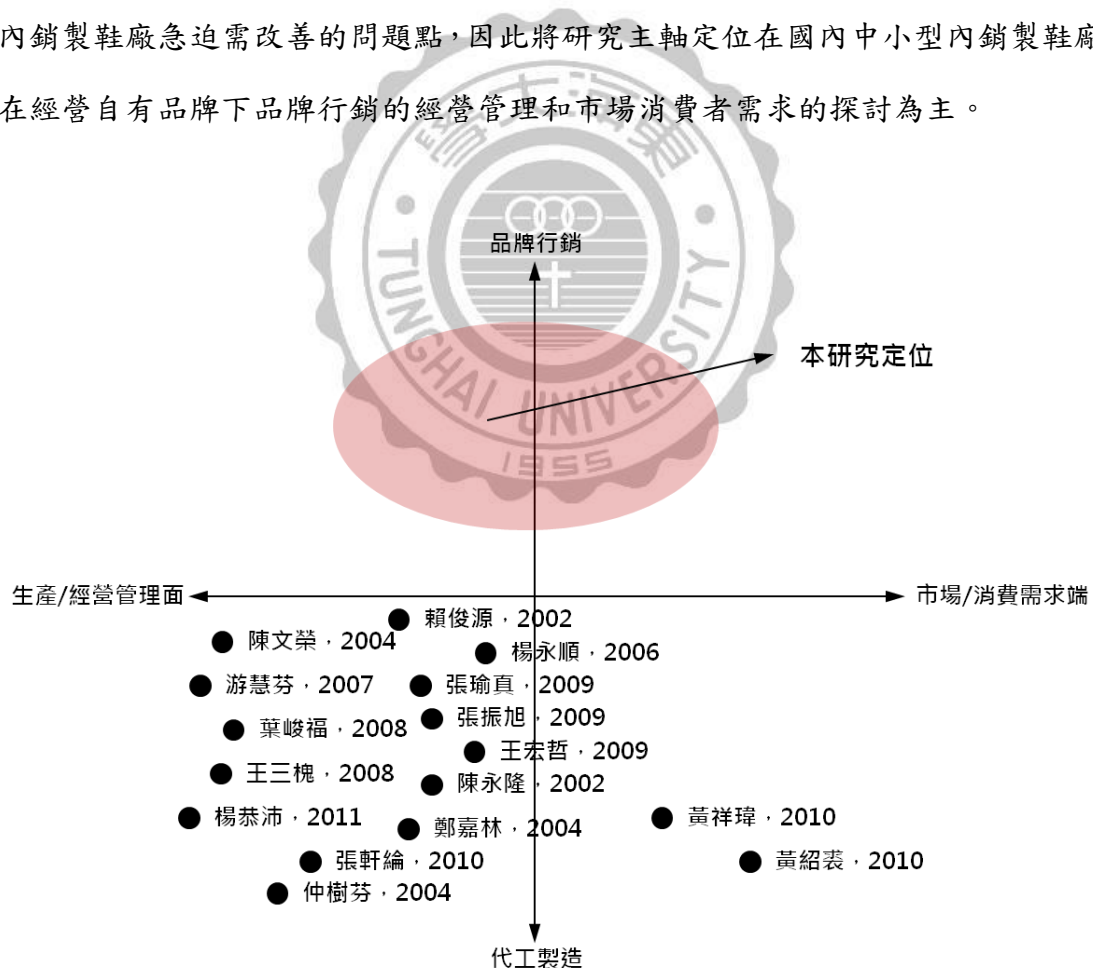 內銷製鞋廠急迫需改善的問題點，因此將研究主軸定位在國內中小型內銷製鞋廠
在經營自有品牌下品牌行銷的經營管理和市場消費者需求的探討為主。
品牌行銷
本研究定位
TUNGHAI UNIVERSITY
1955
生產/經營管理面
市場/消費需求端
賴俊源，2002
陳文榮，2004
楊永順，2006
游慧芬，2007
張瑜真，2009
張振旭，2009
葉峻福，2008
王宏哲，2009
王三槐，2008
陳永隆，2002
楊恭沛，2011
鄭嘉林，2004
黃祥瑋，2010
張軒綸，2010
黃紹裘，2010
仲樹芬，2004
代工製造